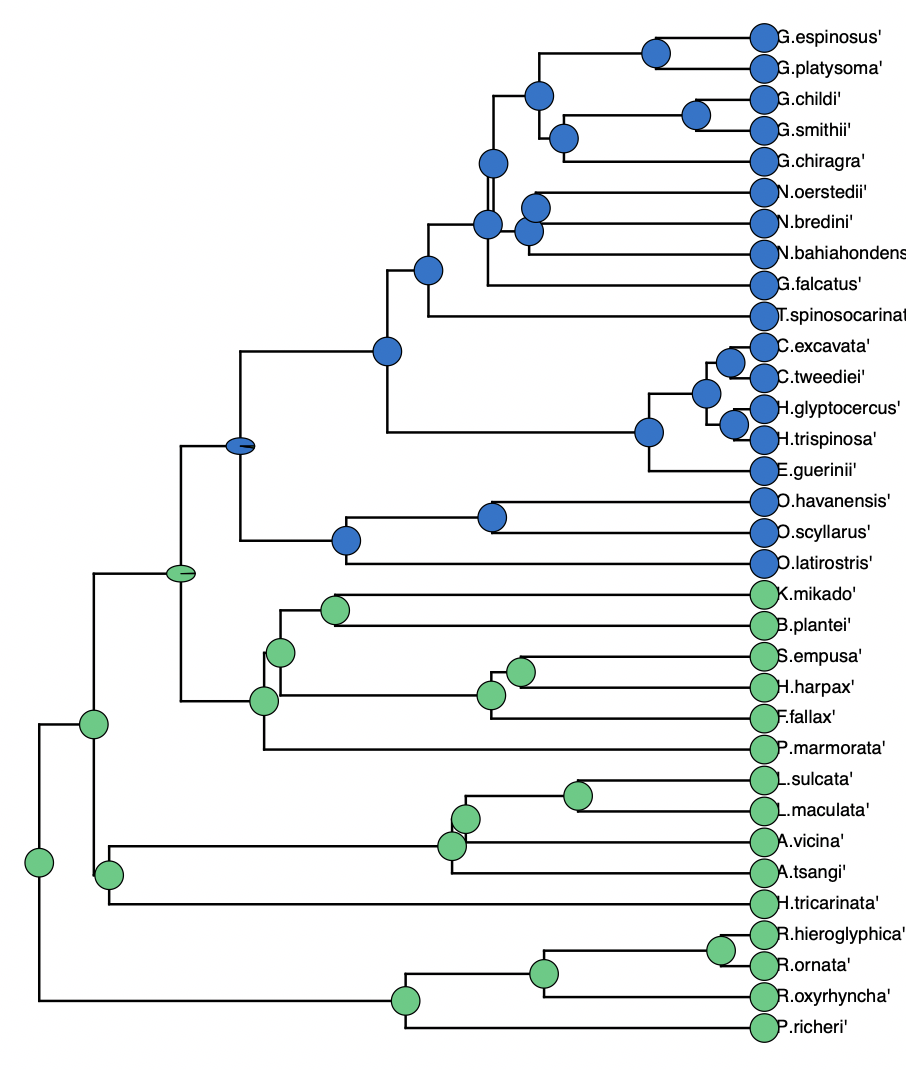 G.espinosus'
G.platysoma'
G.childi'
G.smithii'
G.chiragra'
N.oerstedii'
N.bredini'
N.bahiahondens
G.falcatus'
T.spinosocarinat
C.excavata'
C.tweediei'
H.glyptocercus'
H.trispinosa'
E.guerinii'
O.havanensis'
O.scyllarus'
O.latirostris'
K.mikado'
B.plantei'
S.empusa'
H.harpax'
F.fallax'
P.marmorata'
L.sulcata'
L.maculata'
A.vicina'
A.tsangi'
H.tricarinata'
R.hieroglyphica'
R.ornata'
R.oxyrhyncha'
P.richeri'